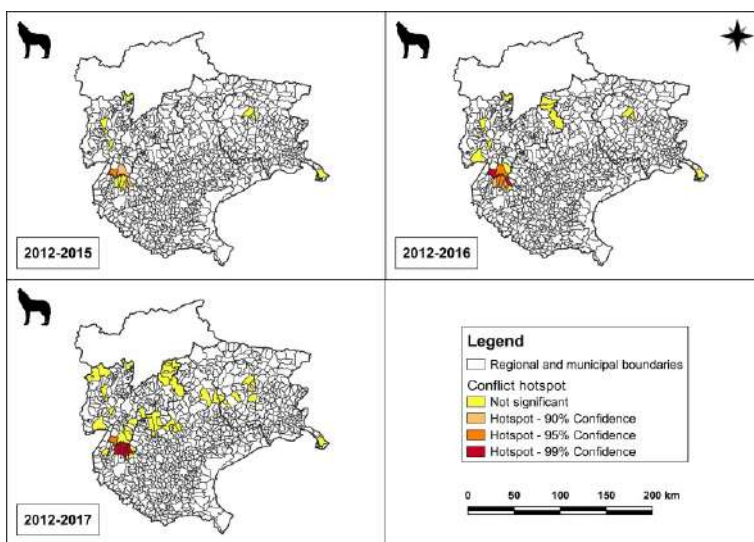 2012-2015
2012-2016
2012-2017
Legend
Regional and municipal boundaries
Conflict hotspot
Not significant
Hotspot - 90% Confidence
Hotspot - 95% Confidence
Hotspot - 99% Confidence
0 50 100 150 200 km